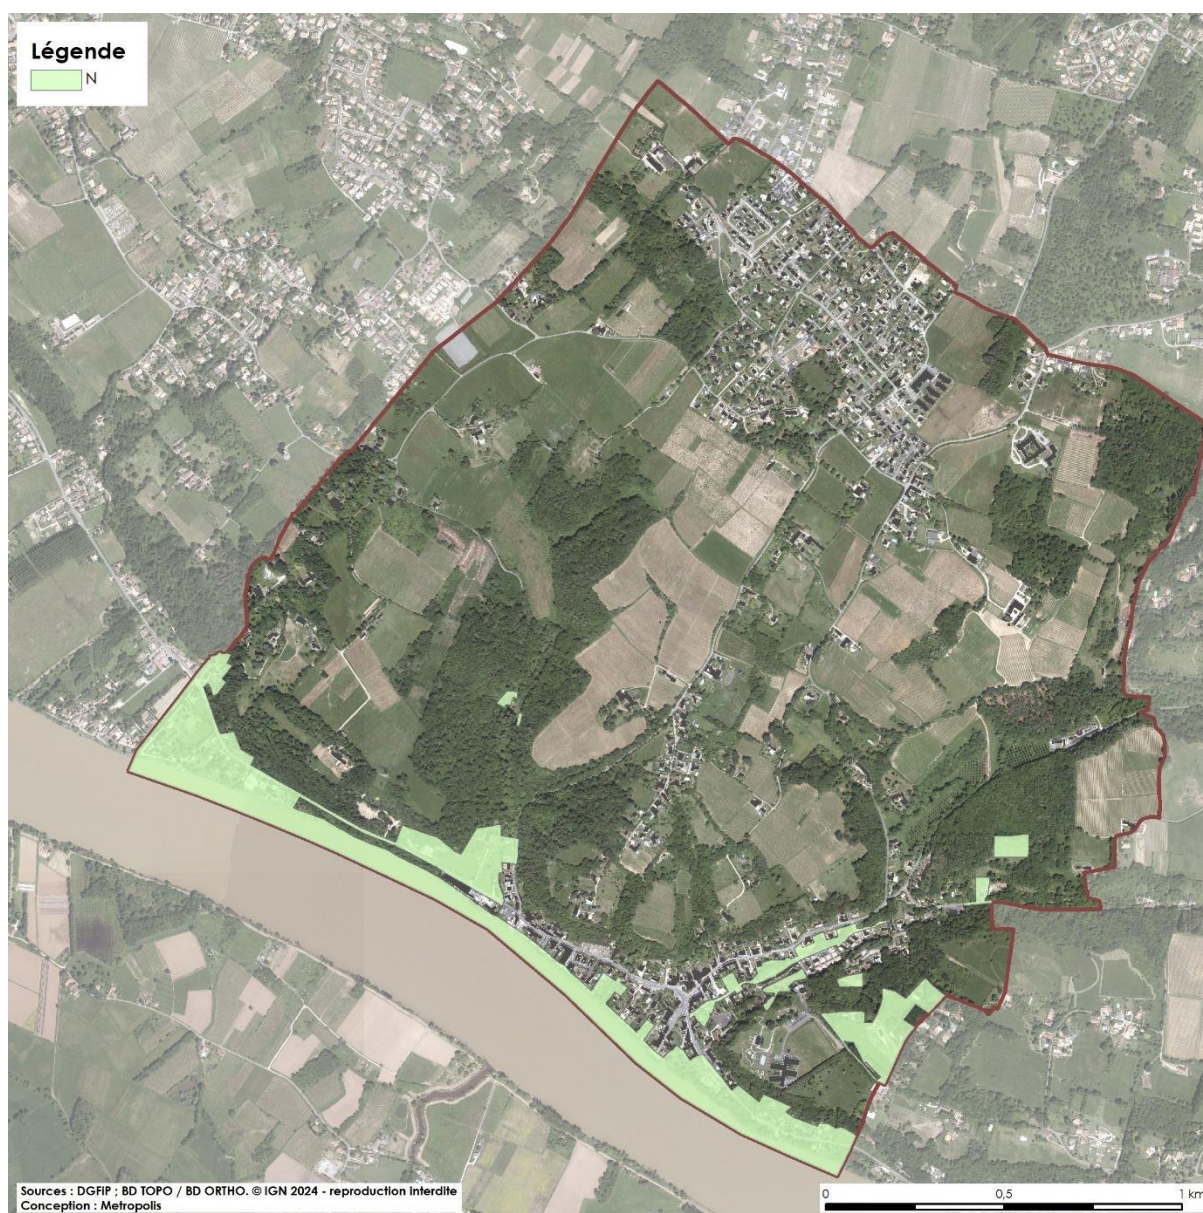 Légende
N
Sources : DGFiP ; BD TOPO / BD ORTHO. © IGN 2024 - reproduction interdite
Conception : Metropolis
0 0,5 1 km